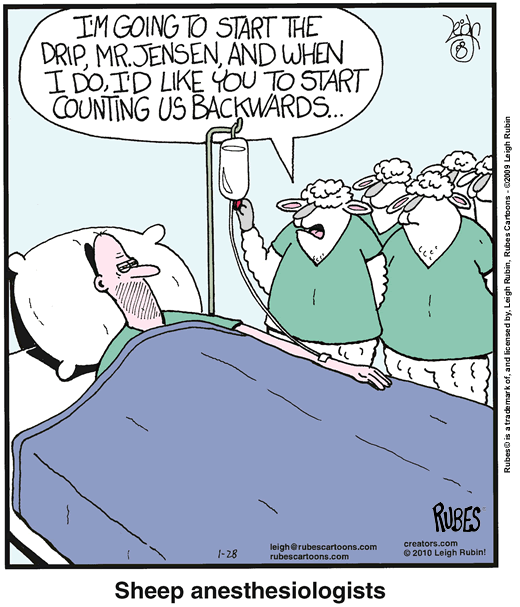 I'M GOING TO START THE
DRIP, MR. JENSEN, AND WHEN
I DO, I'D LIKE YOU TO START
COUNTING US BACKWARDS...
Leigh
Rubes© is a trademark of, and licensed by, Leigh Rubin, Rubes Cartoons - ©2009 Leigh Rubin
RUBES
1-28
leigh@rubescartoons.com
rubescartoons.com
creators.com
© 2010 Leigh Rubin!
Sheep anesthesiologists